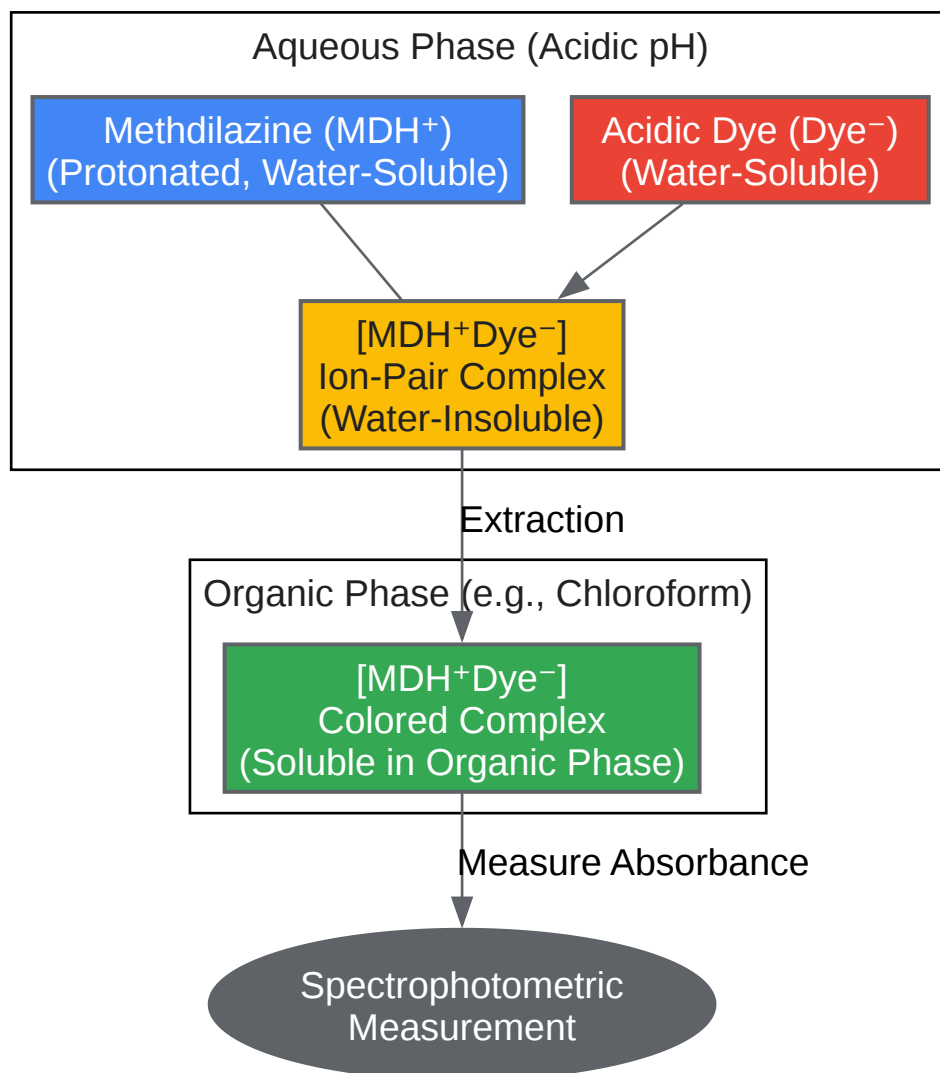 Aqueous Phase (Acidic pH)
Methdilazine (MDH⁺)
(Protonated, Water-Soluble)
Acidic Dye (Dye⁻)
(Water-Soluble)
[MDH⁺Dye⁻]
Ion-Pair Complex
(Water-Insoluble)
Extraction
Organic Phase (e.g., Chloroform)
[MDH⁺Dye⁻]
Colored Complex
(Soluble in Organic Phase)
Measure Absorbance
Spectrophotometric
Measurement